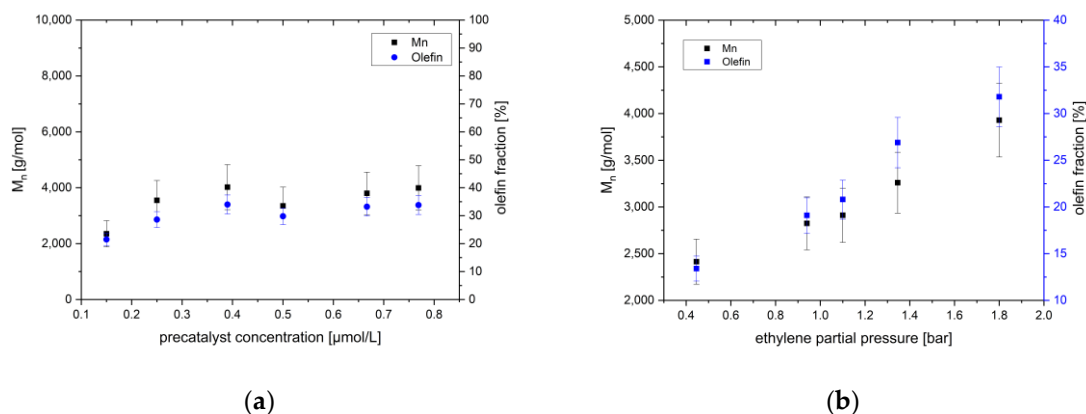 10,000
8,000
6,000
4,000
2,000
0
Mn [g/mol]
100
90
80
70
60
50
40
30
20
10
0
olefin fraction [%]
Mn
Olefin
0.1 0.2 0.3 0.4 0.5 0.6 0.7 0.8
precatalyst concentration [µmol/L]
(a)
5,000
4,500
4,000
3,500
3,000
2,500
2,000
Mn [g/mol]
40
35
30
25
20
15
10
olefin fraction [%]
Mn
Olefin
0.4 0.6 0.8 1.0 1.2 1.4 1.6 1.8 2.0
ethylene partial pressure [bar]
(b)